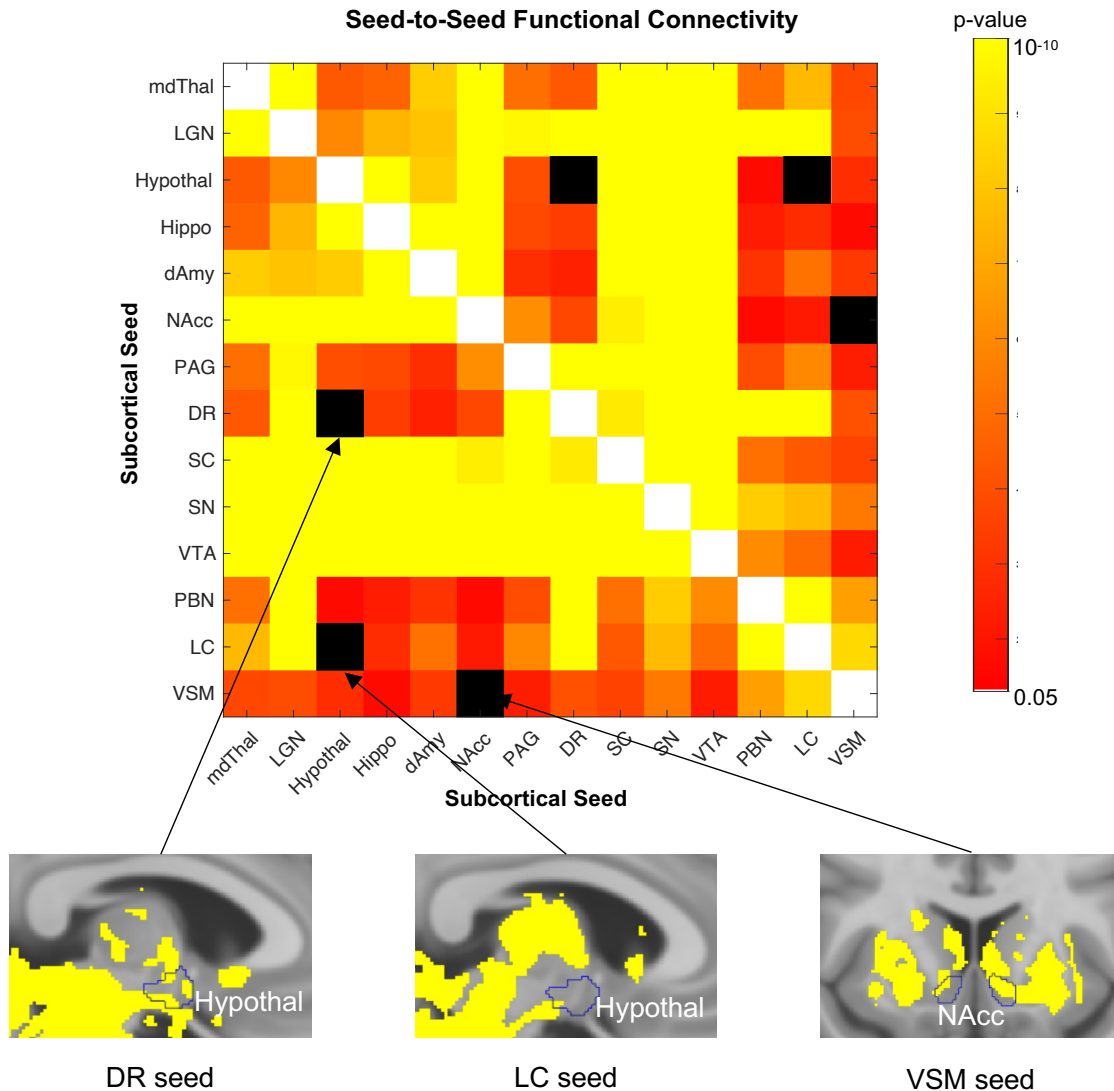 Seed-to-Seed Functional Connectivity
p-value
10-10
0.05
Subcortical Seed
mdThal
LGN
Hypothal
Hippo
dAmy
NAcc
PAG
DR
SC
SN
VTA
PBN
LC
VSM
mdThal
LGN
Hypothal
Hippo
dAmy
NAcc
PAG
DR
SC
SN
VTA
PBN
LC
VSM
Subcortical Seed
Hypothal
Hypothal
NAcc
DR seed
LC seed
VSM seed